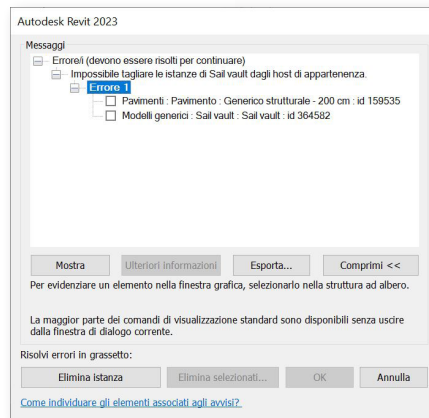 Autodesk Revit 2023
Messaggi
Errore/i (devono essere risolti per continuare)
Impossibile tagliare le istanze di Sail vault dagli host di appartenenza.
Errore 1
Pavimenti : Pavimento : Generico strutturale - 200 cm : id 159535
Modelli generici : Sail vault : Sail vault : id 364582
Mostra Ulteriori informazioni Esporta... Comprimi <<
Per evidenziare un elemento nella finestra grafica, selezionarlo nella struttura ad albero.
La maggior parte dei comandi di visualizzazione standard sono disponibili senza uscire
dalla finestra di dialogo corrente.
Risolvi errori in grassetto:
Elimina istanza Elimina selezionati... OK Annulla
Come individuare gli elementi associati agli avvisi?